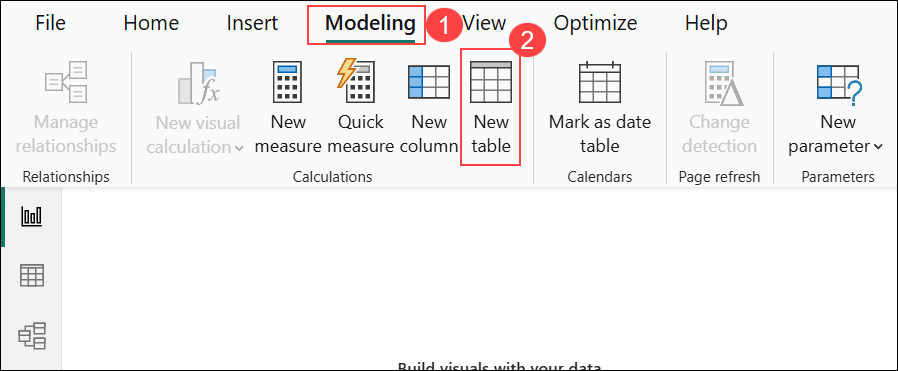 File Home Insert Modeling 1 View 2 Optimize Help
Manage relationships
New visual calculation
New measure
Quick measure
New column
New table
Mark as date table
Change detection
New parameter
Relationships Calculations Calendars Page refresh Parameters
Build visuals with your data